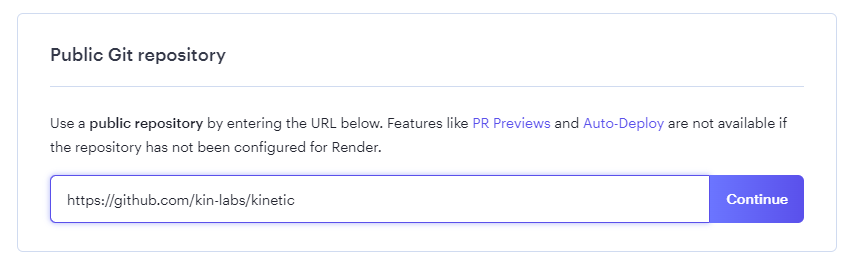 Public Git repository
Use a public repository by entering the URL below. Features like PR Previews and Auto-Deploy are not available if
the repository has not been configured for Render.
https://github.com/kin-labs/kinetic
Continue